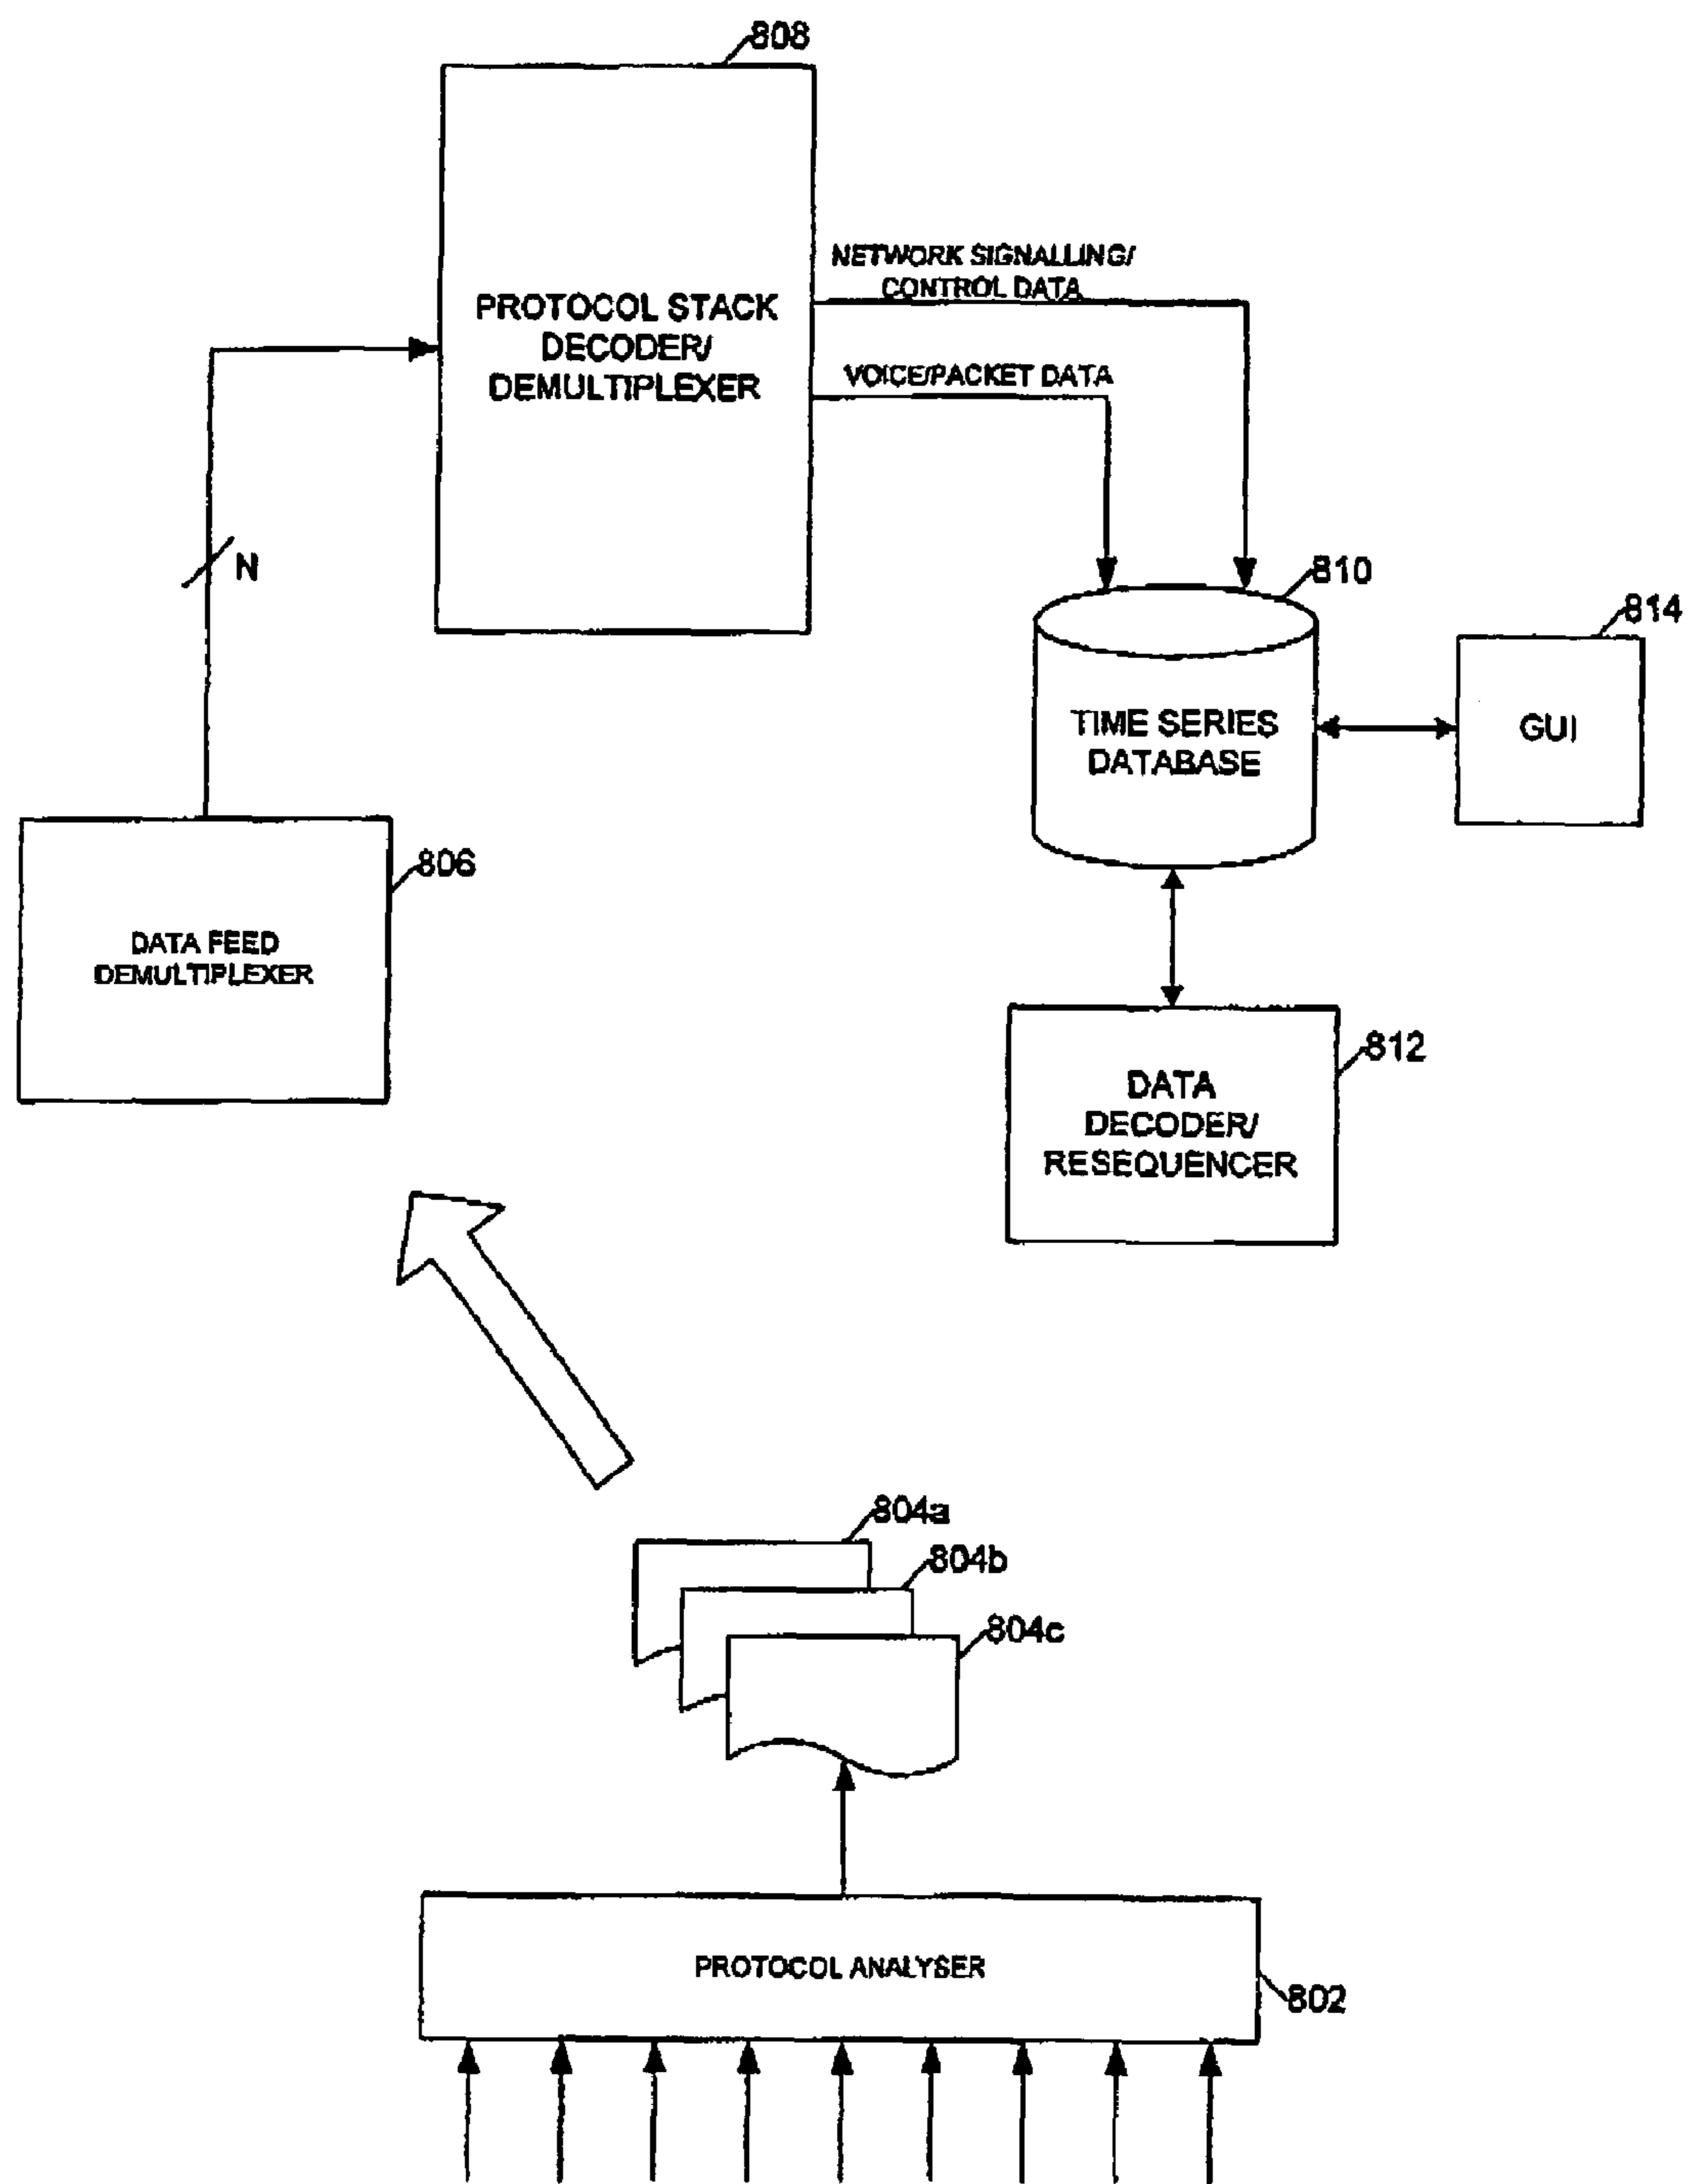 808
PROTOCOL STACK
DECODER/
DEMULTIPLEXER
NETWORK SIGNALLING/
CONTROL DATA
VOICE/PACKET DATA
N
810
814
TIME SERIES
DATABASE
GUI
806
DATA FEED
DEMULTIPLEXER
812
DATA
DECODER/
RESEQUENCER
804a
804b
804c
PROTOCOL ANALYSER
802